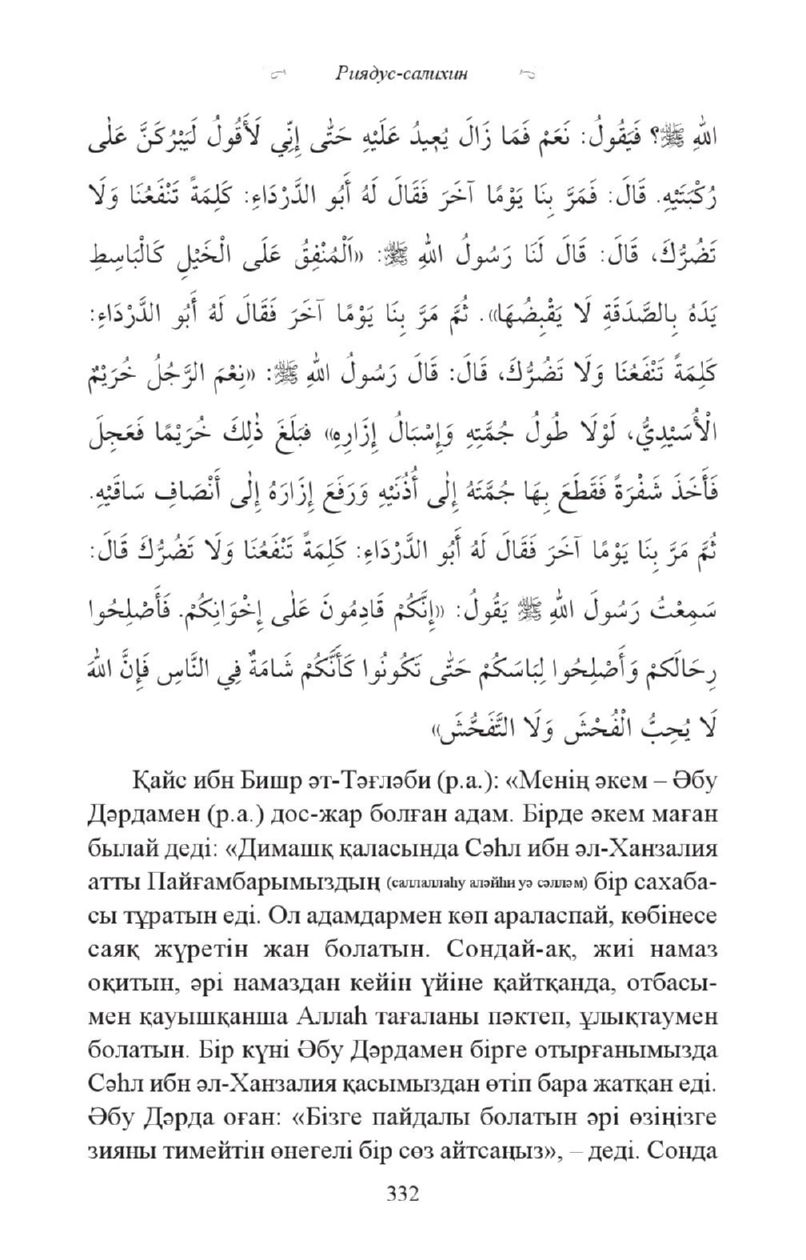 Риядус-салихин
اللهِ ﷺ؟ فَيَقُولُ: نَعَمْ فَمَا زَالَ يُعِيدُ عَلَيْهِ حَتّٰى إِنِّي لَأَقُولُ لَيَبْرُكَنَّ عَلٰى
رُكْبَتَيْهِ. قَالَ: فَمَرَّ بِنَا يَوْمًا آخَرَ فَقَالَ لَهُ أَبُو الدَّرْدَاءِ: كَلِمَةً تَنْفَعُنَا وَلَا
تَضُرُّكَ، قَالَ: قَالَ لَنَا رَسُولُ اللهِ ﷺ: «اَلْمُنْفِقُ عَلَى الْخَيْلِ كَالْبَاسِطِ
يَدَهُ بِالصَّدَقَةِ لَا يَقْبِضُهَا». ثُمَّ مَرَّ بِنَا يَوْمًا آخَرَ فَقَالَ لَهُ أَبُو الدَّرْدَاءِ:
كَلِمَةً تَنْفَعُنَا وَلَا تَضُرُّكَ، قَالَ: قَالَ رَسُولُ اللهِ ﷺ: «نِعْمَ الرَّجُلُ خُرَيْمٌ
الْأُسَيْدِيُّ، لَوْلَا طُولُ جُمَّتِهِ وَإِسْبَالُ إِزَارِهِ» فَبَلَغَ ذٰلِكَ خُرَيْمًا فَعَجِلَ
فَأَخَذَ شَفْرَةً فَقَطَعَ بِهَا جُمَّتَهُ إِلٰى أُذُنَيْهِ وَرَفَعَ إِزَارَهُ إِلٰى أَنْصَافِ سَاقَيْهِ.
ثُمَّ مَرَّ بِنَا يَوْمًا آخَرَ فَقَالَ لَهُ أَبُو الدَّرْدَاءِ: كَلِمَةً تَنْفَعُنَا وَلَا تَضُرُّكَ قَالَ:
سَمِعْتُ رَسُولَ اللهِ ﷺ يَقُولُ: «إِنَّكُمْ قَادِمُونَ عَلٰى إِخْوَانِكُمْ. فَأَصْلِحُوا
رِحَالَكُمْ وَأَصْلِحُوا لِبَاسَكُمْ حَتّٰى تَكُونُوا كَأَنَّكُمْ شَامَةٌ فِي النَّاسِ فَإِنَّ اللهَ
لَا يُحِبُّ الْفُحْشَ وَلَا التَّفَحُّشَ»
Қайс ибн Бишр әт-Тәғләби (р.а.): «Менің әкем – Әбу
Дәрдамен (р.а.) дос-жар болған адам. Бірде әкем маған
былай деді: «Димашқ қаласында Сәһл ибн әл-Ханзалия
атты Пайғамбарымыздың (саллаллаһу аләйһи уә сәлләм) бір сахаба-
сы тұратын еді. Ол адамдармен көп араласпай, көбінесе
саяқ жүретін жан болатын. Сондай-ақ, жиі намаз
оқитын, әрі намаздан кейін үйіне қайтқанда, отбасы-
мен қауышқанша Аллаһ тағаланы пәктеп, ұлықтаумен
болатын. Бір күні Әбу Дәрдамен бірге отырғанымызда
Сәһл ибн әл-Ханзалия қасымыздан өтіп бара жатқан еді.
Әбу Дәрда оған: «Бізге пайдалы болатын әрі өзіңізге
зияны тимейтін өнегелі бір сөз айтсаңыз», – деді. Сонда
332